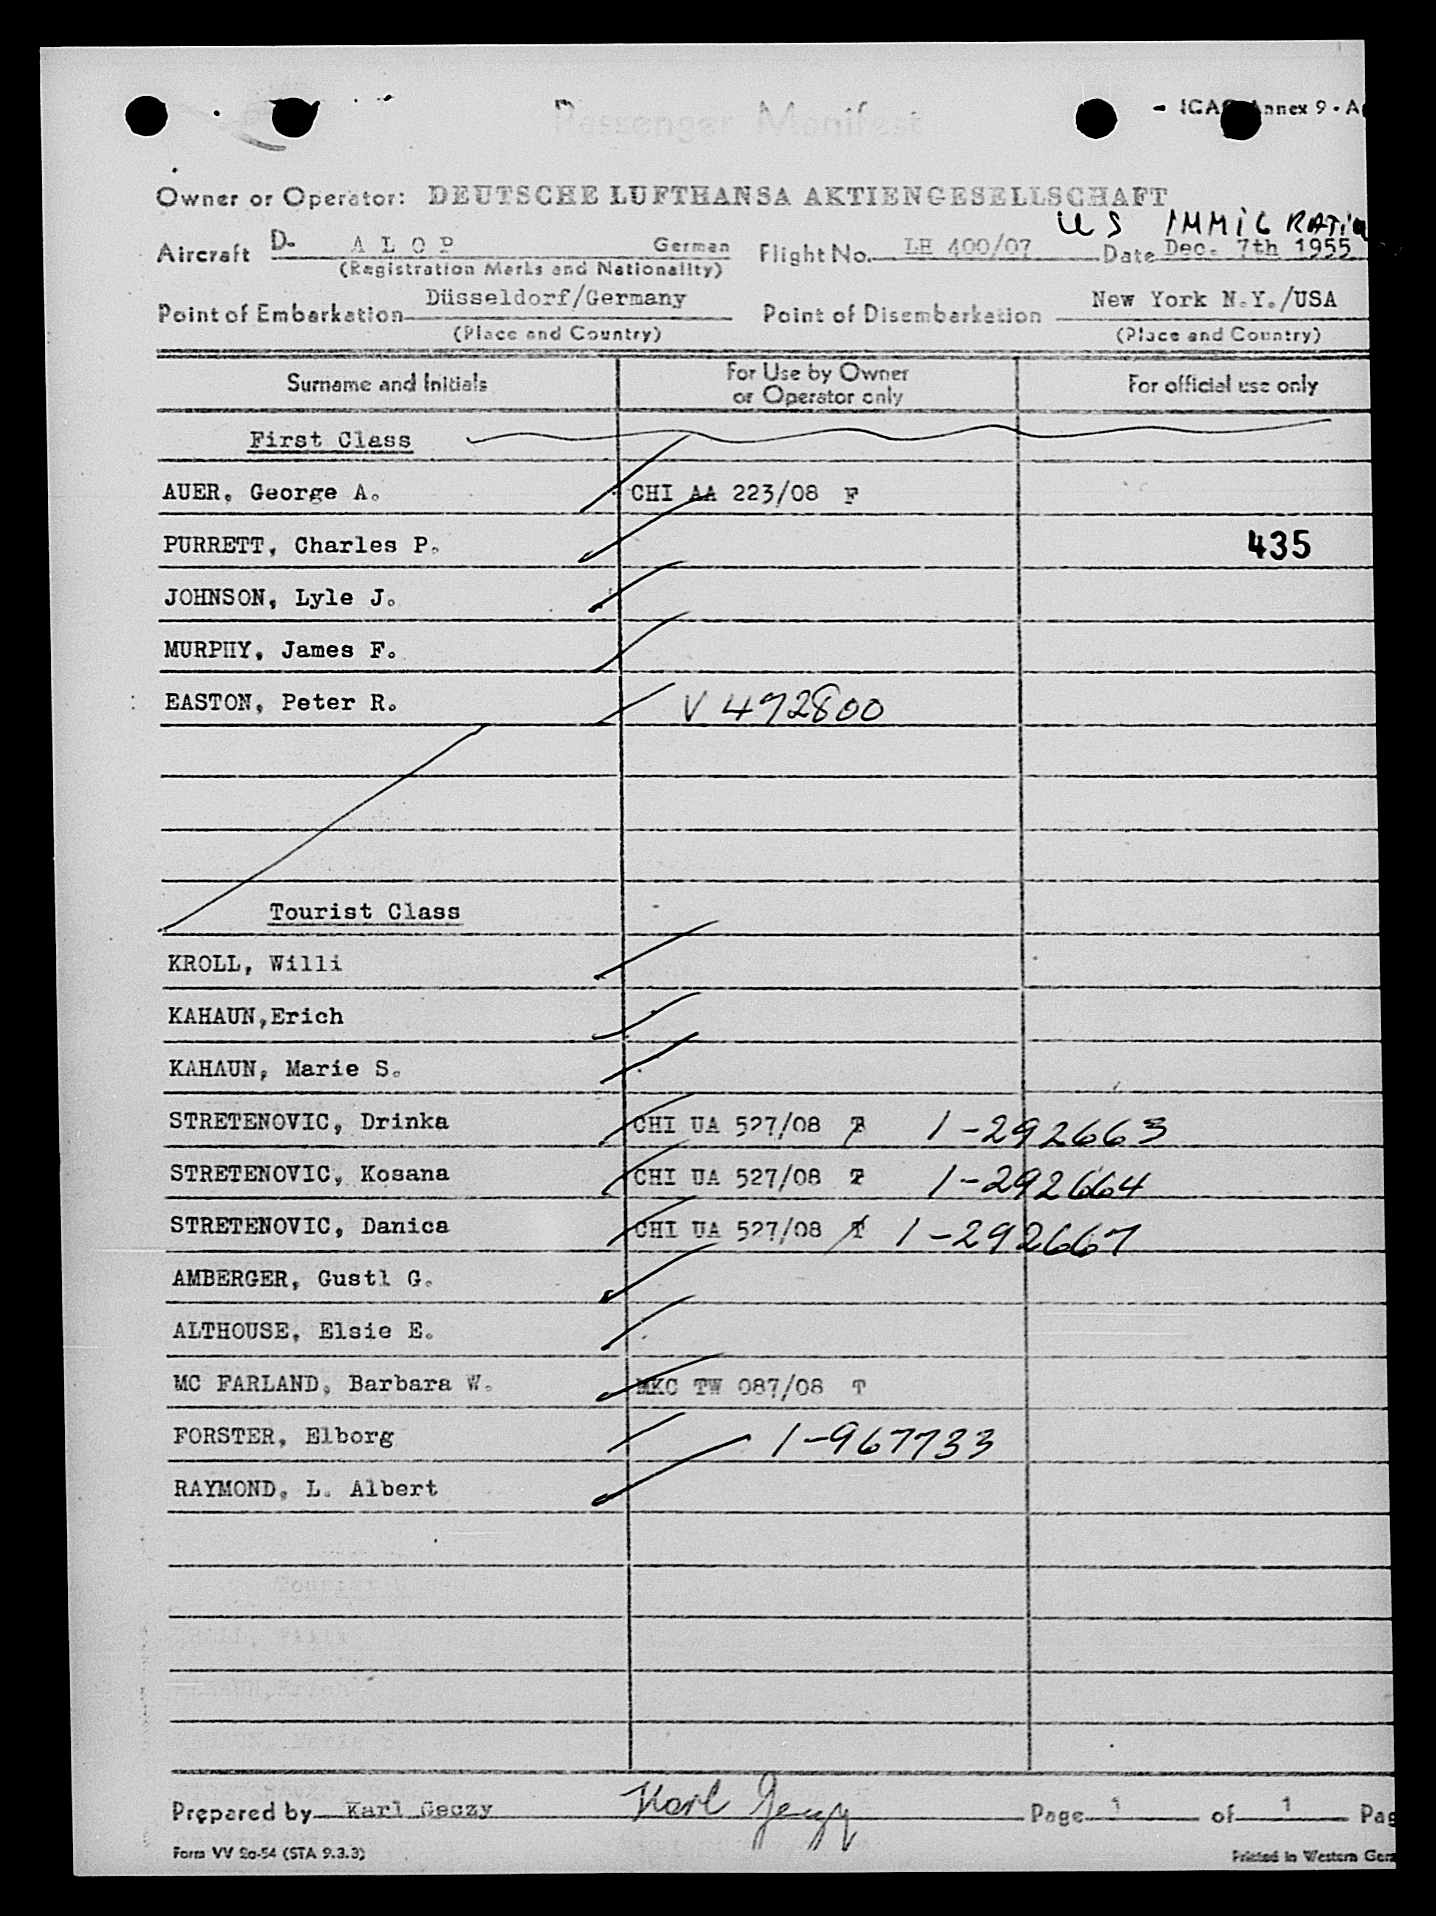 Passenger Manifest
Owner or Operator: DEUTSCHE LUFTHANSA AKTIENGESELLSCHAFT
US IMMIGRATION
Aircraft D- A L O P German Flight No. LH 400/07 Date Dec. 7th 1955
(Registration Marks and Nationality)
Point of Embarkation Düsseldorf/Germany Point of Disembarkation New York N.Y./USA
(Place and Country) (Place and Country)
Surname and Initials For Use by Owner or Operator only For official use only
First Class
AUER, George A. CHI AA 223/08 F
PURRETT, Charles P. 435
JOHNSON, Lyle J.
MURPHY, James F.
EASTON, Peter R. V 492800
Tourist Class
KROLL, Willi
KAHAUN,Erich
KAHAUN, Marie S.
STRETENOVIC, Drinka CHI UA 527/08 T 1-292663
STRETENOVIC, Kosana CHI UA 527/08 T 1-292664
STRETENOVIC, Danica CHI UA 527/08 T 1-292667
AMBERGER, Gustl G.
ALTHOUSE, Elsie E.
MC FARLAND, Barbara W. MKC TW 087/08 T
FORSTER, Elborg 1-967733
RAYMOND, L. Albert
Prepared by Karl Geczy Karl Geczy Page 1 of 1 Pag
Form VV 2a-54 (STA 9.3.3) Printed in Western Ger